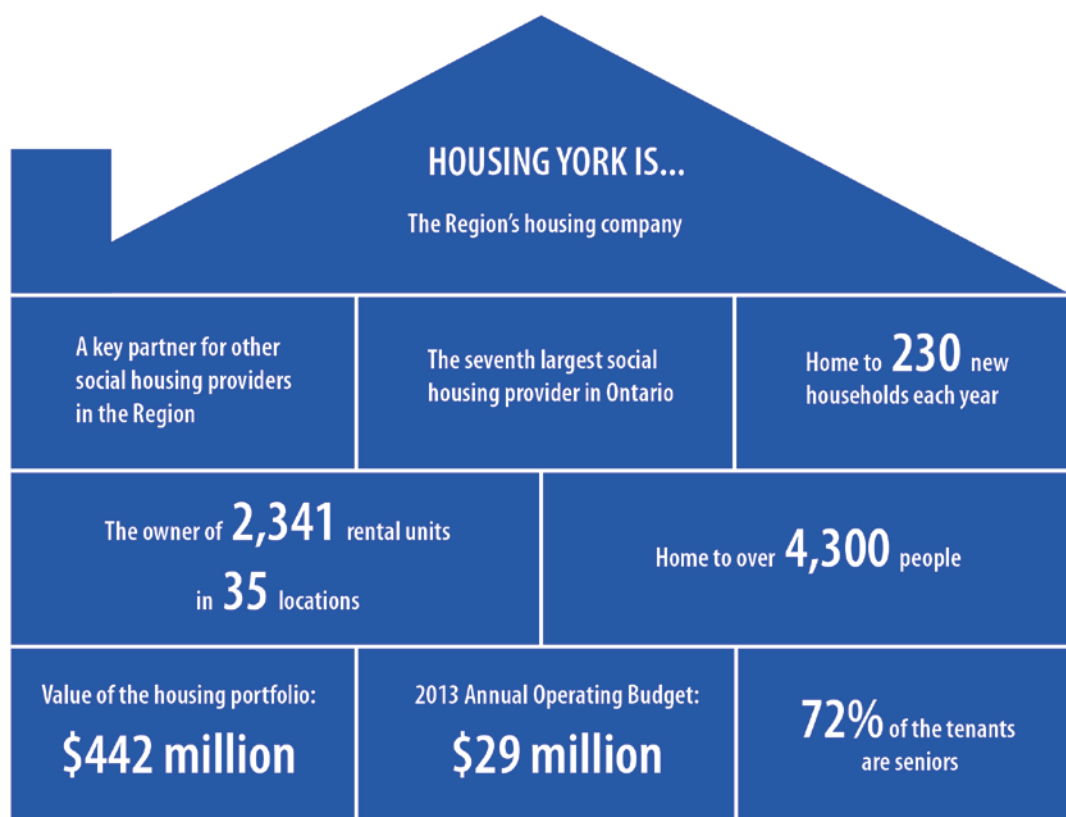 HOUSING YORK IS...
The Region's housing company
A key partner for other
social housing providers
in the Region
The seventh largest social
housing provider in Ontario
Home to 230 new
households each year
The owner of 2,341 rental units
in 35 locations
Home to over 4,300 people
Value of the housing portfolio:
$442 million
2013 Annual Operating Budget:
$29 million
72% of the tenants
are seniors